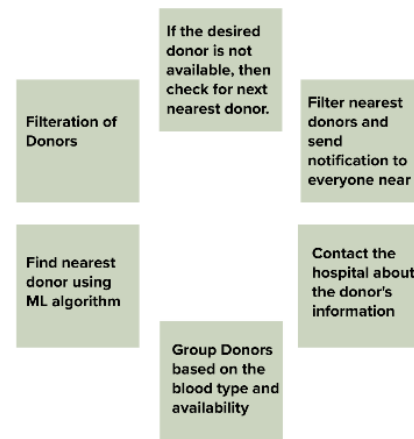 If the desired
donor is not
available, then
check for next
nearest donor.
Filteration of
Donors
Filter nearest
donors and
send
notification to
everyone near
Find nearest
donor using
ML algorithm
Contact the
hospital about
the donor's
information
Group Donors
based on the
blood type and
availability